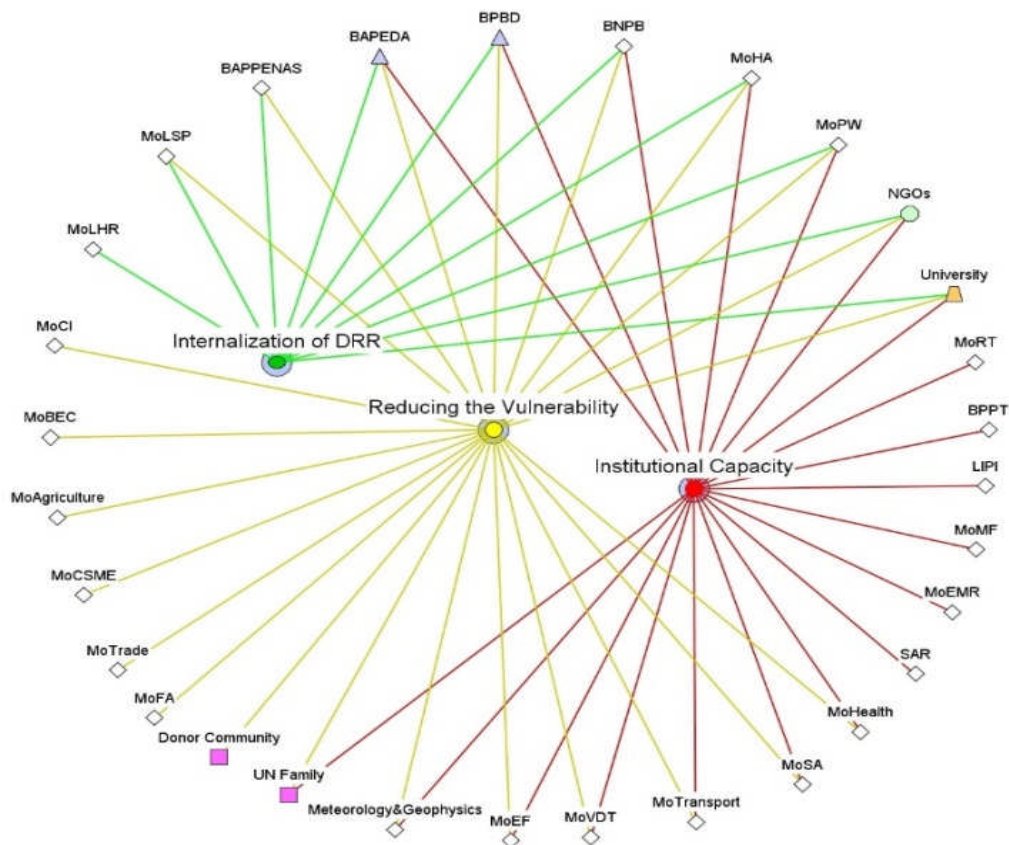 BPBD
BNPB
BAPEDA
MoHA
BAPPENAS
MoPW
MoLSP
NGOs
MoLHR
University
MoCI
Internalization of DRR
MoRT
Reducing the Vulnerability
BPPT
MoBEC
Institutional Capacity
LIPI
MoAgriculture
MoMF
MoCSME
MoEMR
MoTrade
SAR
MoFA
MoHealth
Donor Community
UN Family
MoSA
Meteorology&Geophysics
MoEF
MoVDT
MoTransport